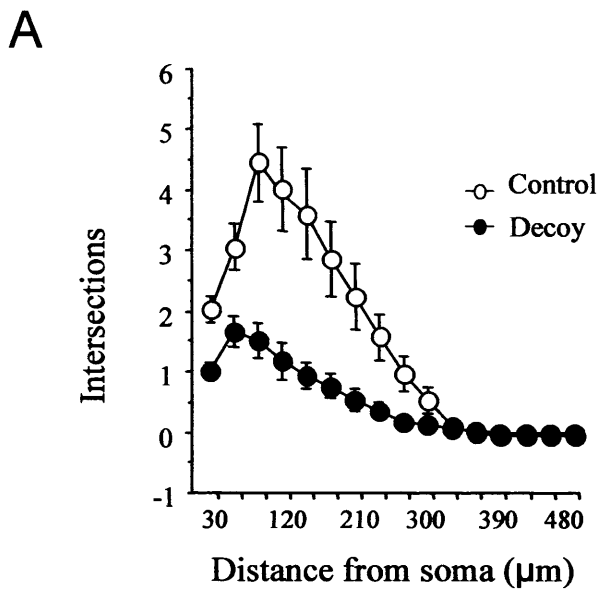 A
6
5
4
3
2
1
0
-1
Intersections
Control
Decoy
30 120 210 300 390 480
Distance from soma (μm)